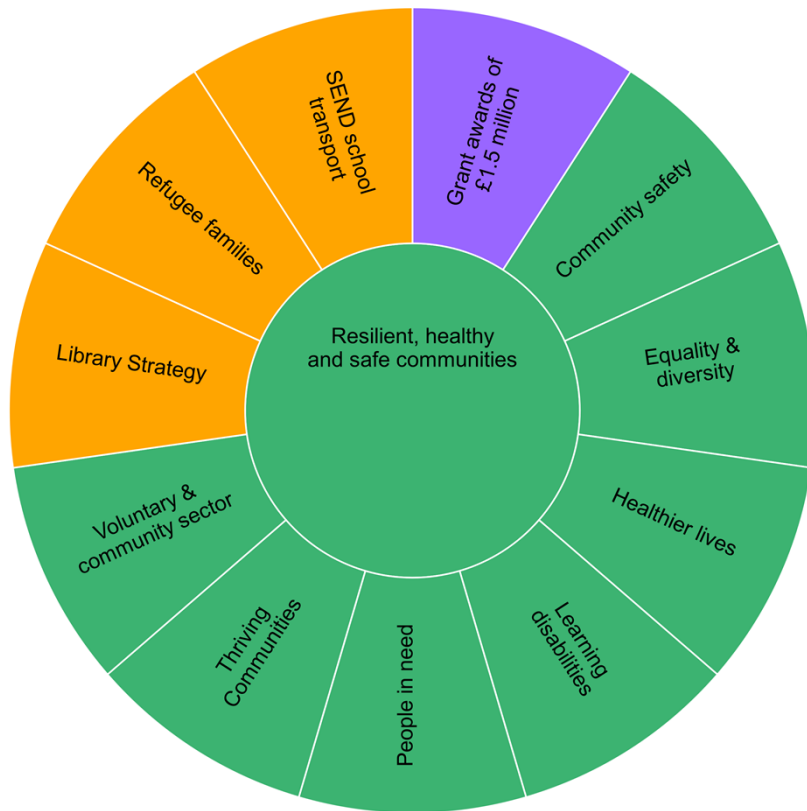 Resilient, healthy
and safe communities
Grant awards of
£1.5 million
Community safety
Equality &
diversity
Healthier lives
Learning
disabilities
People in need
Thriving
Communities
Voluntary &
community sector
Library Strategy
Refugee families
SEND school
transport